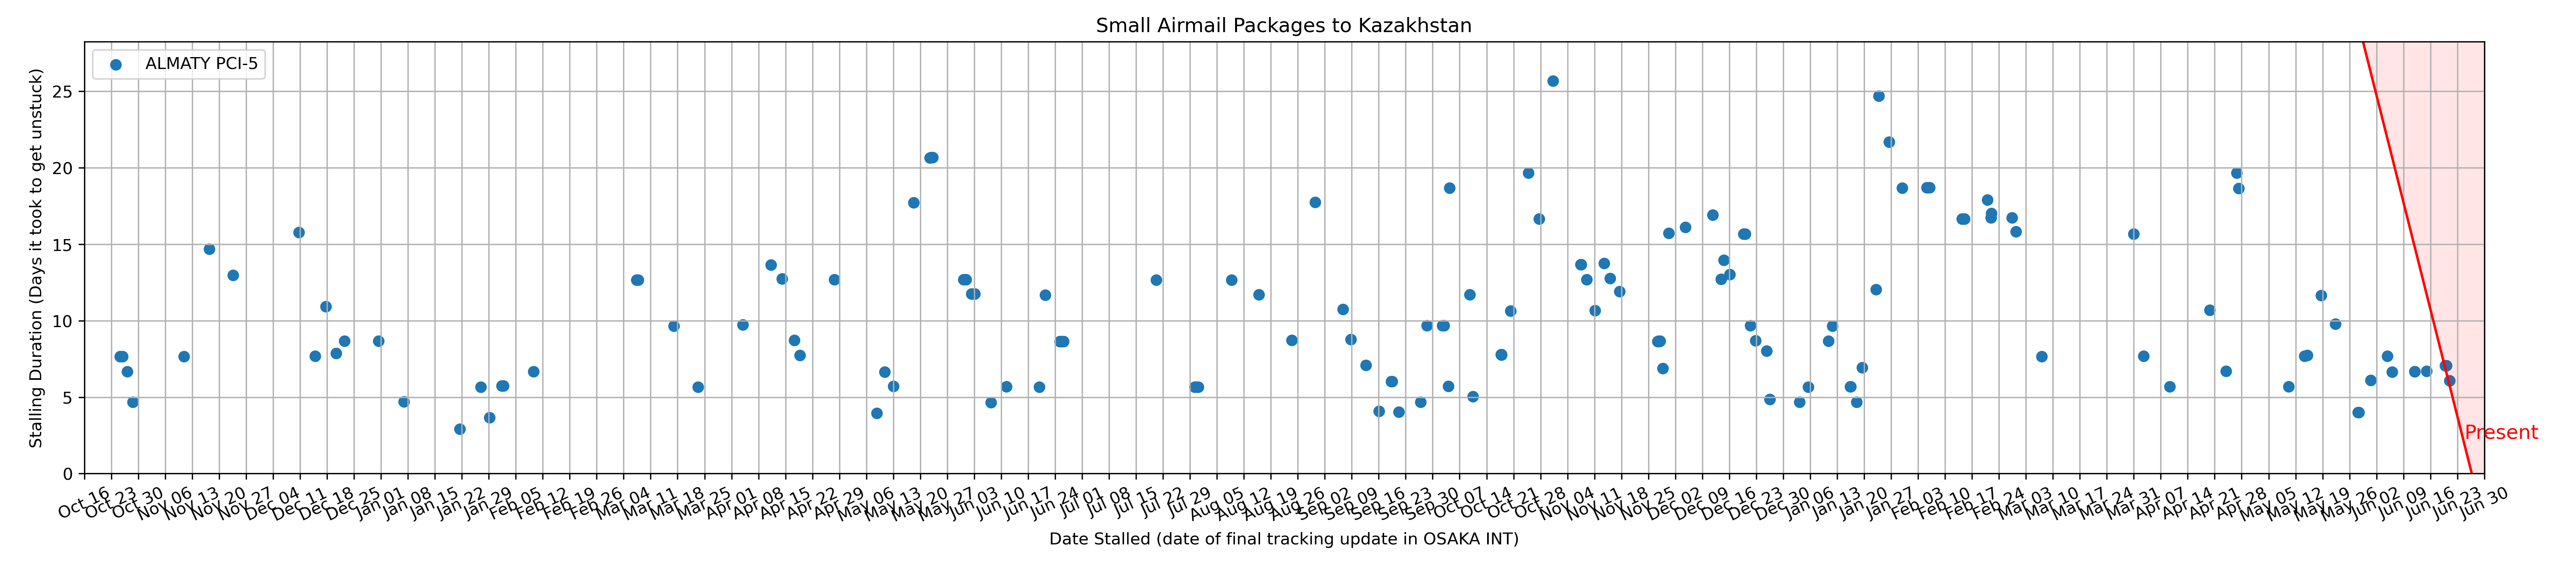 Small Airmail Packages to Kazakhstan
ALMATY PCI-5
Stalling Duration (Days it took to get unstuck)
25
20
15
10
5
0
Present
Oct 16 Oct 23 Oct 30 Nov 06 Nov 13 Nov 20 Nov 27 Dec 04 Dec 11 Dec 18 Dec 25 Jan 01 Jan 08 Jan 15 Jan 22 Jan 29 Feb 05 Feb 12 Feb 19 Feb 26 Mar 04 Mar 11 Mar 18 Mar 25 Apr 01 Apr 08 Apr 15 Apr 22 Apr 29 May 06 May 13 May 20 May 27 Jun 03 Jun 10 Jun 17 Jun 24 Jul 01 Jul 08 Jul 15 Jul 22 Jul 29 Aug 05 Aug 12 Aug 19 Aug 26 Sep 02 Sep 09 Sep 16 Sep 23 Sep 30 Oct 07 Oct 14 Oct 21 Oct 28 Nov 04 Nov 11 Nov 18 Nov 25 Dec 02 Dec 09 Dec 16 Dec 23 Dec 30 Jan 06 Jan 13 Jan 20 Jan 27 Feb 03 Feb 10 Feb 17 Feb 24 Mar 03 Mar 10 Mar 17 Mar 24 Mar 31 Apr 07 Apr 14 Apr 21 Apr 28 May 05 May 12 May 19 May 26 Jun 02 Jun 09 Jun 16 Jun 23 Jun 30
Date Stalled (date of final tracking update in OSAKA INT)